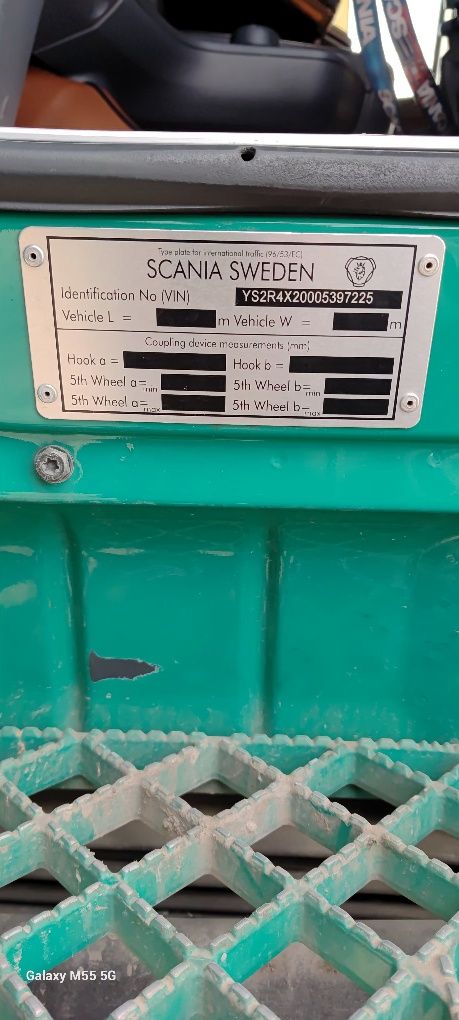 Type plate for international traffic (96/53/EC)
SCANIA SWEDEN
Identification No (VIN) YS2R4X20005397225
Vehicle L = m Vehicle W = m
Coupling device measurements (mm)
Hook a = Hook b =
5th Wheel a= min 5th Wheel b= min
5th Wheel a= max 5th Wheel b= max
Galaxy M55 5G